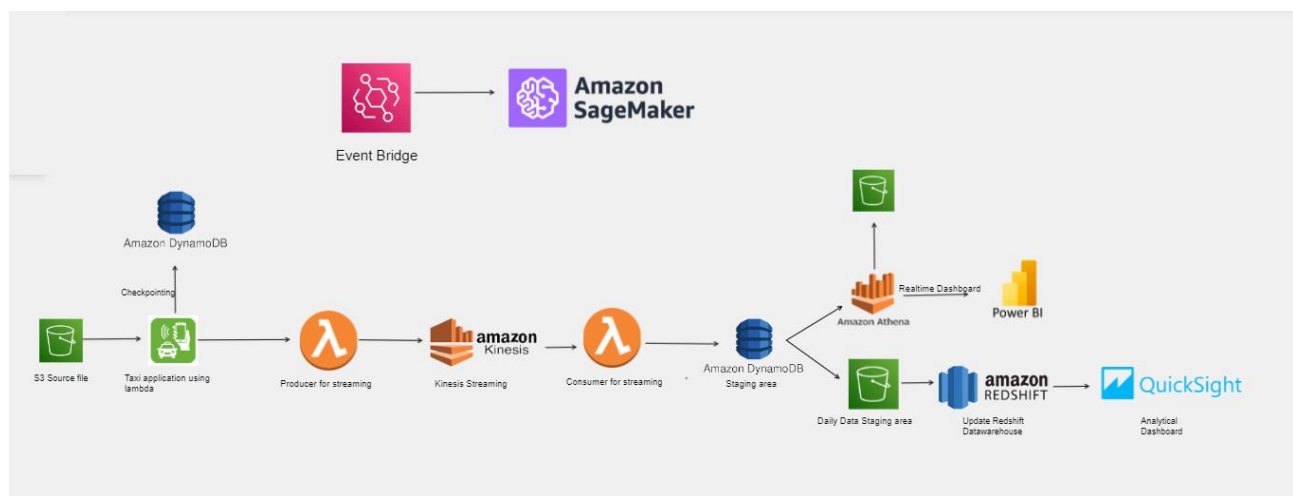 Amazon
SageMaker
Event Bridge
Amazon DynamoDB
Checkpointing
Realtime Dashboard
Amazon Athena
Power BI
amazon
Kinesis
Amazon DynamoDB
S3 Source file
Taxi application using
lambda
Producer for streaming
Kinesis Streaming
Consumer for streaming
Staging area
amazon
REDSHIFT
QuickSight
Daily Data Staging area
Update Redshift
Datawarehouse
Analytical
Dashboard